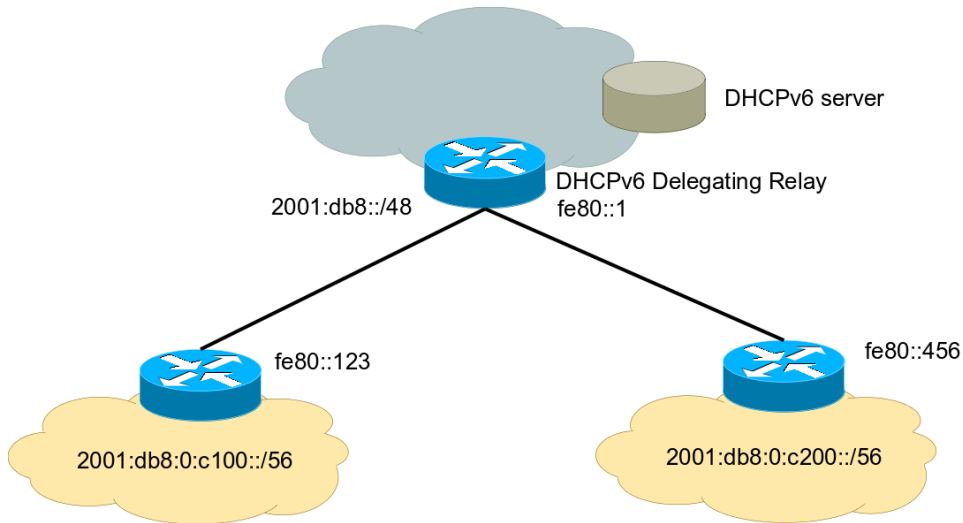 DHCPv6 server
DHCPv6 Delegating Relay
2001:db8::/48
fe80::1
fe80::123
fe80::456
2001:db8:0:c100::/56
2001:db8:0:c200::/56